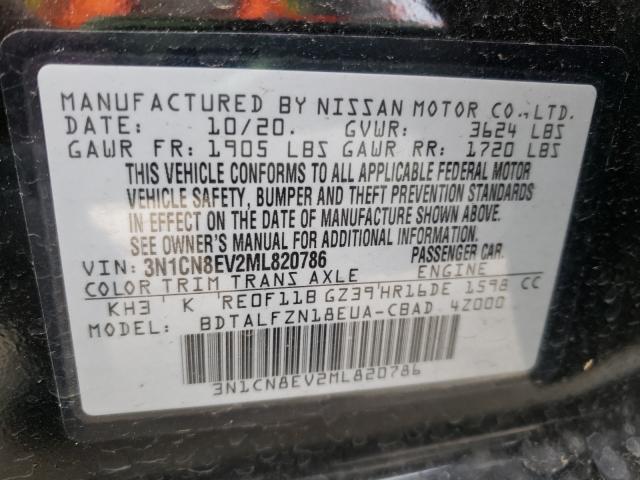 MANUFACTURED BY NISSAN MOTOR CO., LTD.
DATE: 10/20. GVWR: 3624 LBS
GAWR FR: 1905 LBS GAWR RR: 1720 LBS
THIS VEHICLE CONFORMS TO ALL APPLICABLE FEDERAL MOTOR
VEHICLE SAFETY, BUMPER AND THEFT PREVENTION STANDARDS
IN EFFECT ON THE DATE OF MANUFACTURE SHOWN ABOVE.
SEE OWNER'S MANUAL FOR ADDITIONAL INFORMATION.
VIN: 3N1CN8EV2ML820786 PASSENGER CAR.
COLOR TRIM TRANS AXLE ENGINE
KH3 K RE0F11B GZ39 HR16DE 1598 CC
MODEL: BDTALFZN18EUA-CBAD 4Z000
3N1CN8EV2ML820786